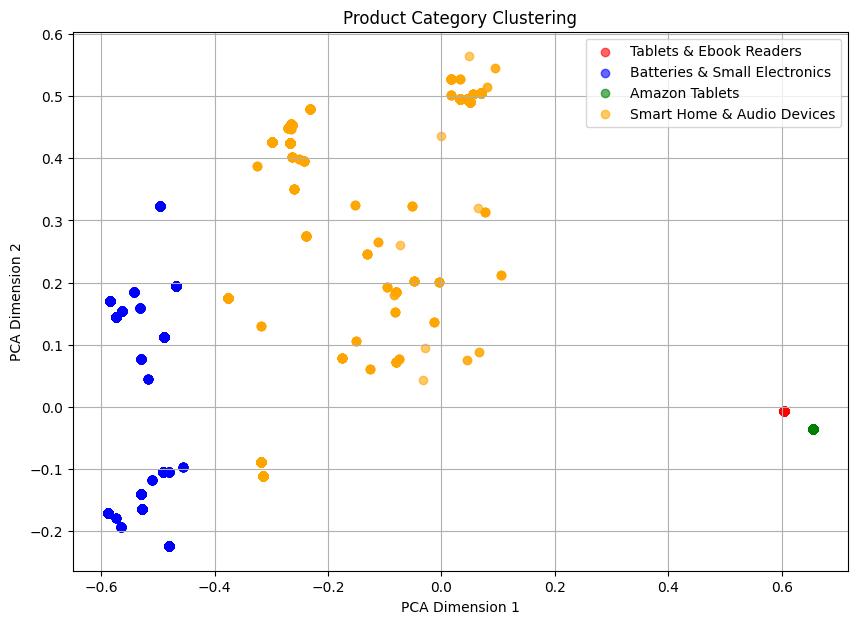 Product Category Clustering
Tablets & Ebook Readers
Batteries & Small Electronics
Amazon Tablets
Smart Home & Audio Devices
PCA Dimension 2
0.6
0.5
0.4
0.3
0.2
0.1
0.0
−0.1
−0.2
−0.6 −0.4 −0.2 0.0 0.2 0.4 0.6
PCA Dimension 1